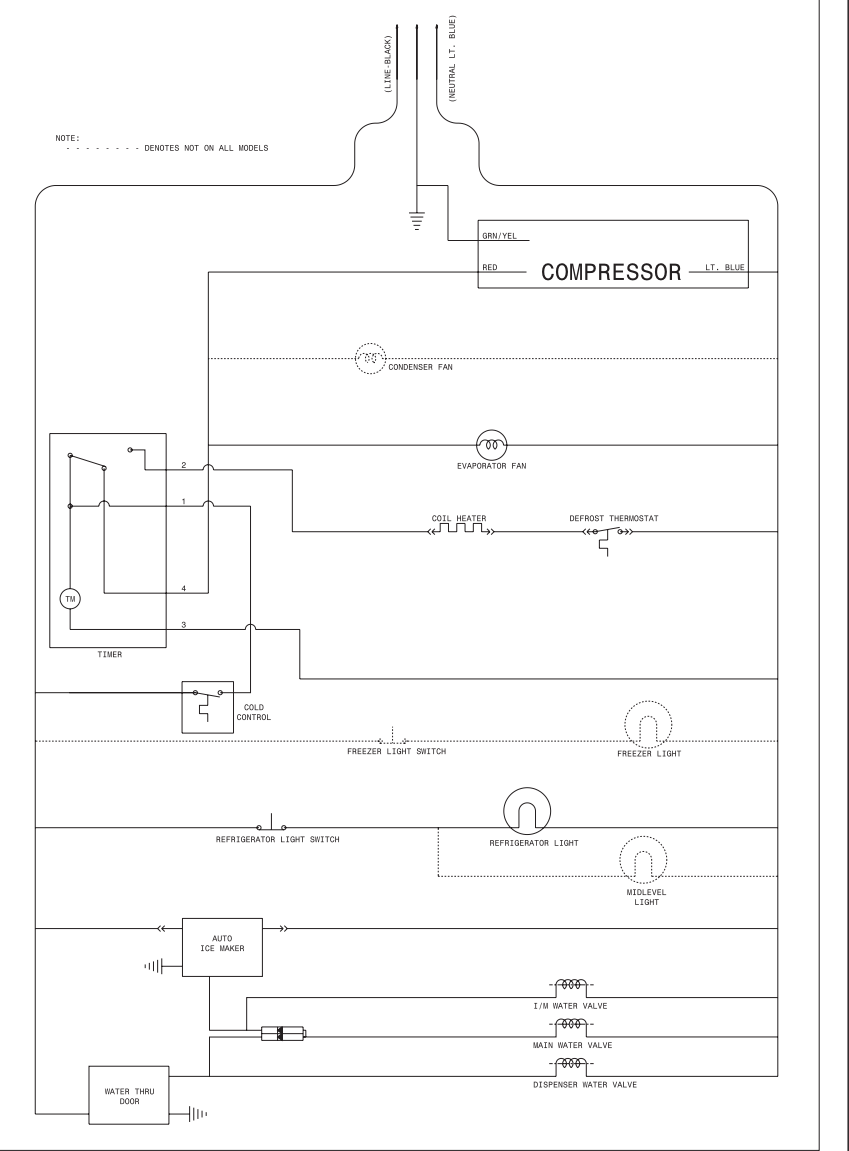 (LINE-BLACK)
(NEUTRAL LT. BLUE)
NOTE:
- - - - - - - - DENOTES NOT ON ALL MODELS
GRN/YEL
RED
COMPRESSOR
LT. BLUE
CONDENSER FAN
EVAPORATOR FAN
2
1
COIL HEATER
DEFROST THERMOSTAT
4
TM
3
TIMER
COLD
CONTROL
FREEZER LIGHT SWITCH
FREEZER LIGHT
REFRIGERATOR LIGHT SWITCH
REFRIGERATOR LIGHT
MIDLEVEL
LIGHT
AUTO
ICE MAKER
I/M WATER VALVE
MAIN WATER VALVE
DISPENSER WATER VALVE
WATER THRU
DOOR